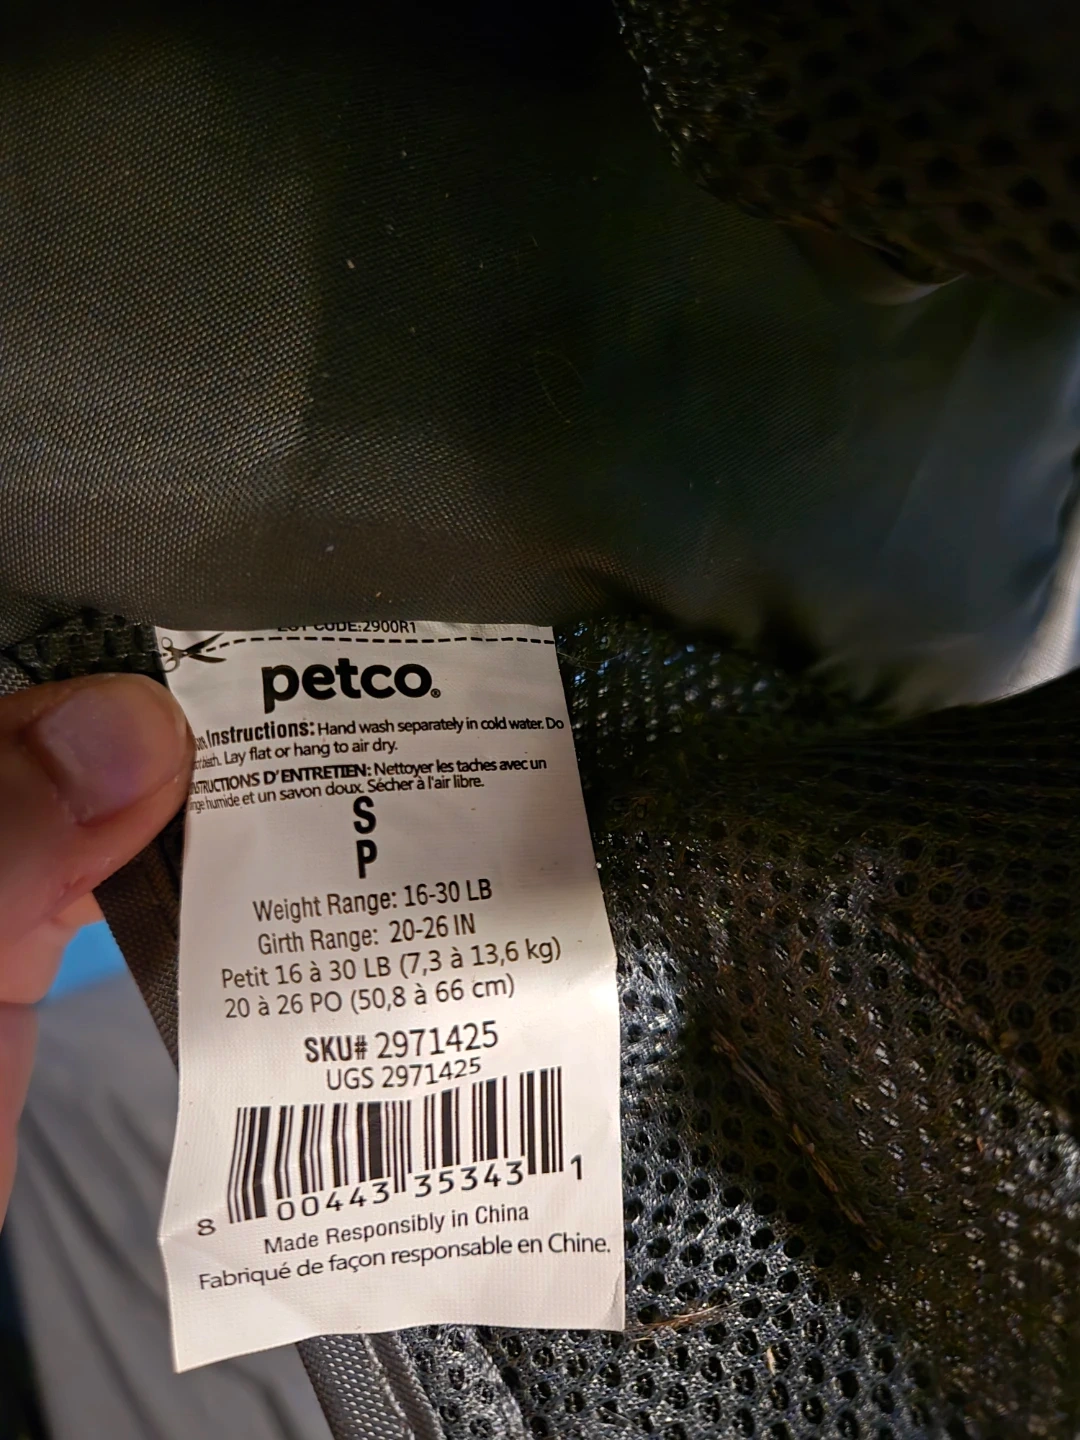 CODE:2900R1
petco®
Instructions: Hand wash separately in cold water. Do
Lay flat or hang to air dry.
D'ENTRETIEN: Nettoyer les taches avec un
humide et un savon doux. Sécher à l'air libre.
S
P
Weight Range: 16-30 LB
Girth Range: 20-26 IN
Petit 16 à 30 LB (7,3 à 13,6 kg)
20 à 26 PO (50,8 à 66 cm)
SKU# 2971425
UGS 2971425
8 00443 35343 1
Made Responsibly in China
Fabriqué de façon responsable en Chine.